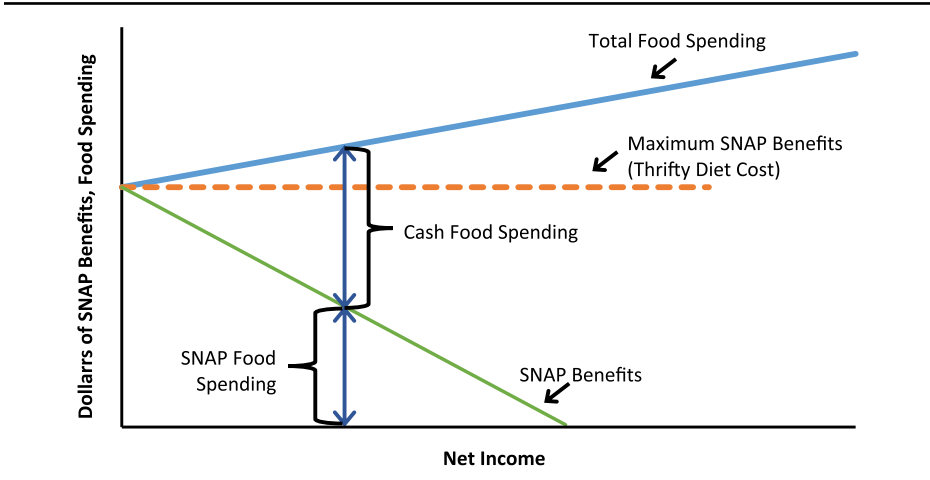 Total Food Spending
Maximum SNAP Benefits
(Thrifty Diet Cost)
Cash Food Spending
SNAP Food
Spending
SNAP Benefits
Dollarrs of SNAP Benefits, Food Spending
Net Income